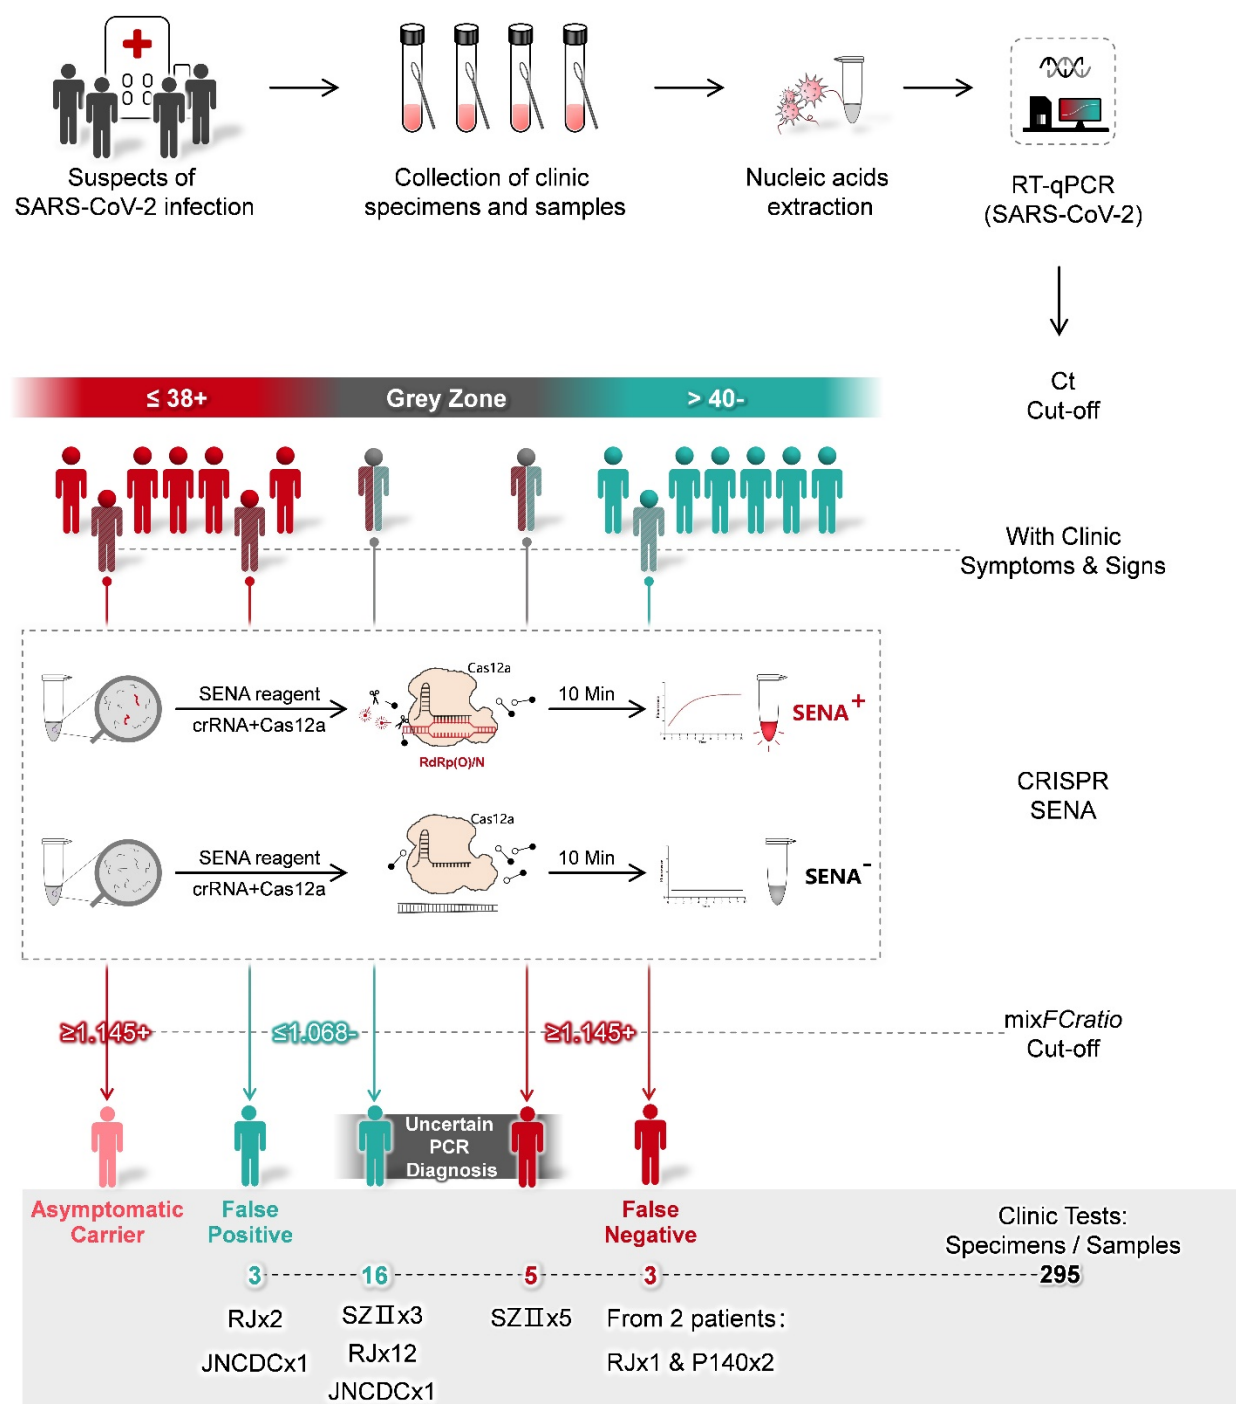 Suspects of
SARS-CoV-2 infection
Collection of clinic
specimens and samples
Nucleic acids
extraction
RT-qPCR
(SARS-CoV-2)
Ct
Cut-off
≤ 38+
Grey Zone
> 40-
With Clinic
Symptoms & Signs
SENA reagent
crRNA+Cas12a
Cas12a
RdRp(O)/N
10 Min
SENA+
CRISPR
SENA
SENA reagent
crRNA+Cas12a
Cas12a
10 Min
SENA-
≥1.145+
≤1.068-
≥1.145+
mixFCratio
Cut-off
Uncertain
PCR
Diagnosis
Asymptomatic
Carrier
False
Positive
False
Negative
Clinic Tests:
Specimens / Samples
3
16
5
3
295
RJx2
JNCDCx1
SZⅡx3
RJx12
JNCDCx1
SZⅡx5
From 2 patients:
RJx1 & P140x2